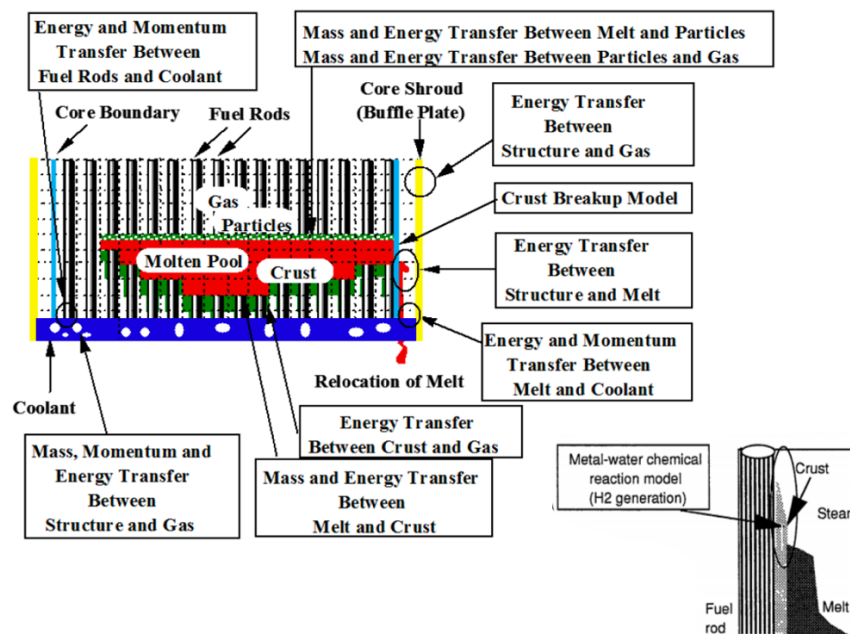 Energy and Momentum
Transfer Between
Fuel Rods and Coolant
Mass and Energy Transfer Between Melt and Particles
Mass and Energy Transfer Between Particles and Gas
Core Boundary
Fuel Rods
Core Shroud
(Buffle Plate)
Energy Transfer
Between
Structure and Gas
Gas
Particles
Crust Breakup Model
Molten Pool
Crust
Energy Transfer
Between
Structure and Melt
Energy and Momentum
Transfer Between
Melt and Coolant
Relocation of Melt
Coolant
Energy Transfer
Between Crust and Gas
Mass, Momentum and
Energy Transfer
Between
Structure and Gas
Mass and Energy Transfer
Between
Melt and Crust
Metal-water chemical
reaction model
(H2 generation)
Crust
Fuel
rod
Melt